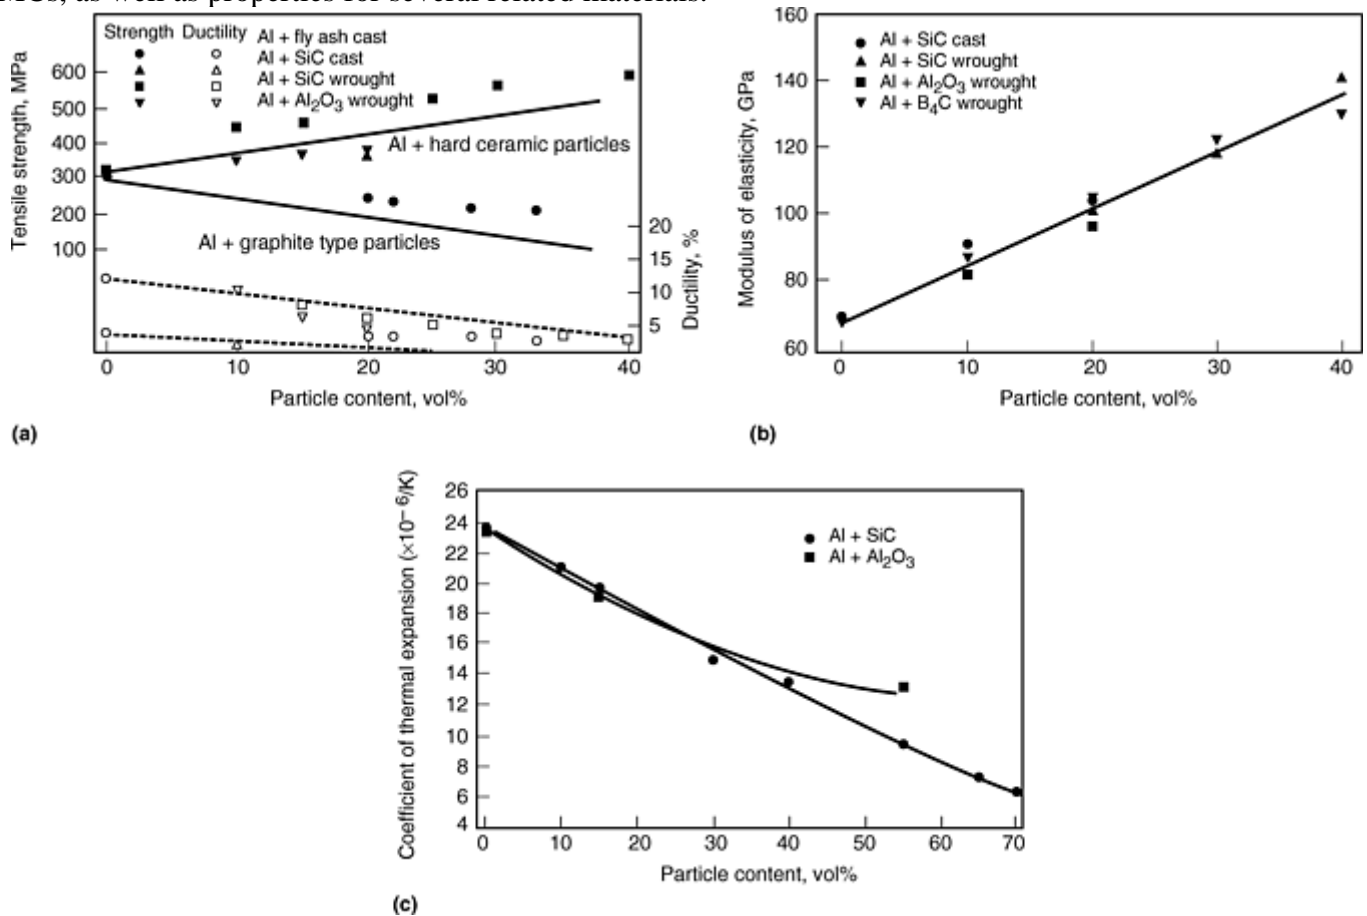 MCs, as well as properties for several related materials.
Strength Ductility
Al + fly ash cast
Al + SiC cast
Al + SiC wrought
Al + Al2O3 wrought
Tensile strength, MPa
600
500
400
300
200
100
Al + hard ceramic particles
Al + graphite type particles
20
15
10
5
Ductility, %
0 10 20 30 40
Particle content, vol%
(a)
Modulus of elasticity, GPa
160
140
120
100
80
60
Al + SiC cast
Al + SiC wrought
Al + Al2O3 wrought
Al + B4C wrought
0 10 20 30 40
Particle content, vol%
(b)
Coefficient of thermal expansion (×10− 6/K)
26
24
22
20
18
16
14
12
10
8
6
4
Al + SiC
Al + Al2O3
0 10 20 30 40 50 60 70
Particle content, vol%
(c)